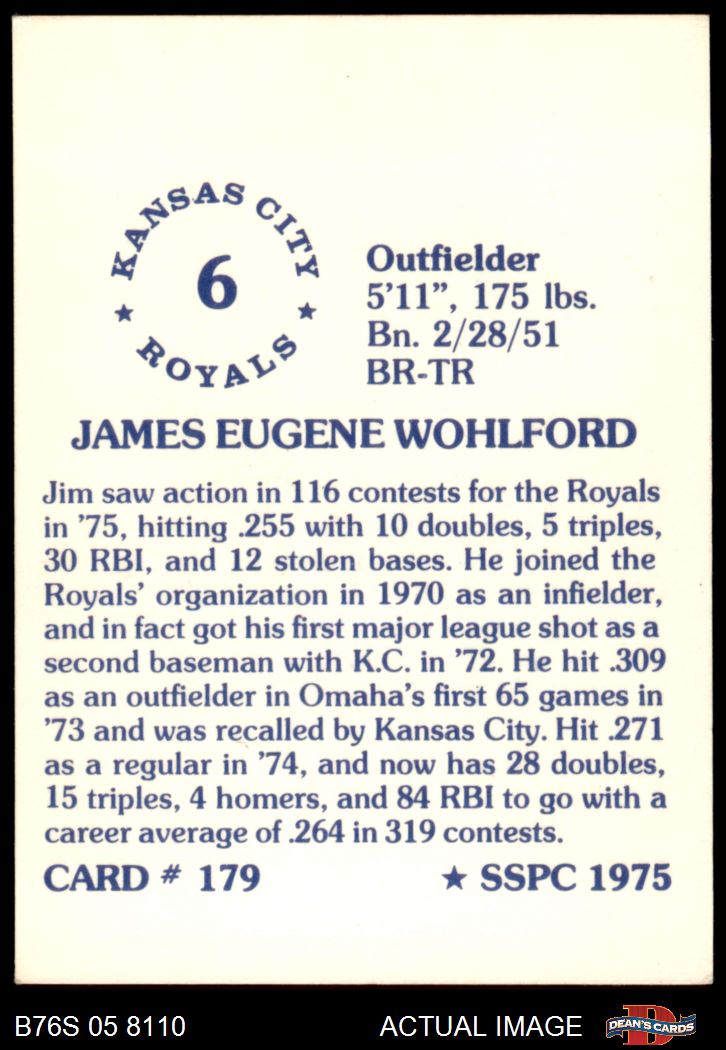 KANSAS CITY
6
★ ★
ROYALS
Outfielder
5'11”, 175 lbs.
Bn. 2/28/51
BR-TR
JAMES EUGENE WOHLFORD
Jim saw action in 116 contests for the Royals
in ’75, hitting .255 with 10 doubles, 5 triples,
30 RBI, and 12 stolen bases. He joined the
Royals’ organization in 1970 as an infielder,
and in fact got his first major league shot as a
second baseman with K.C. in ’72. He hit .309
as an outfielder in Omaha’s first 65 games in
’73 and was recalled by Kansas City. Hit .271
as a regular in ’74, and now has 28 doubles,
15 triples, 4 homers, and 84 RBI to go with a
career average of .264 in 319 contests.
CARD # 179 ★ SSPC 1975
B76S 05 8110 ACTUAL IMAGE DEAN'S CARDS